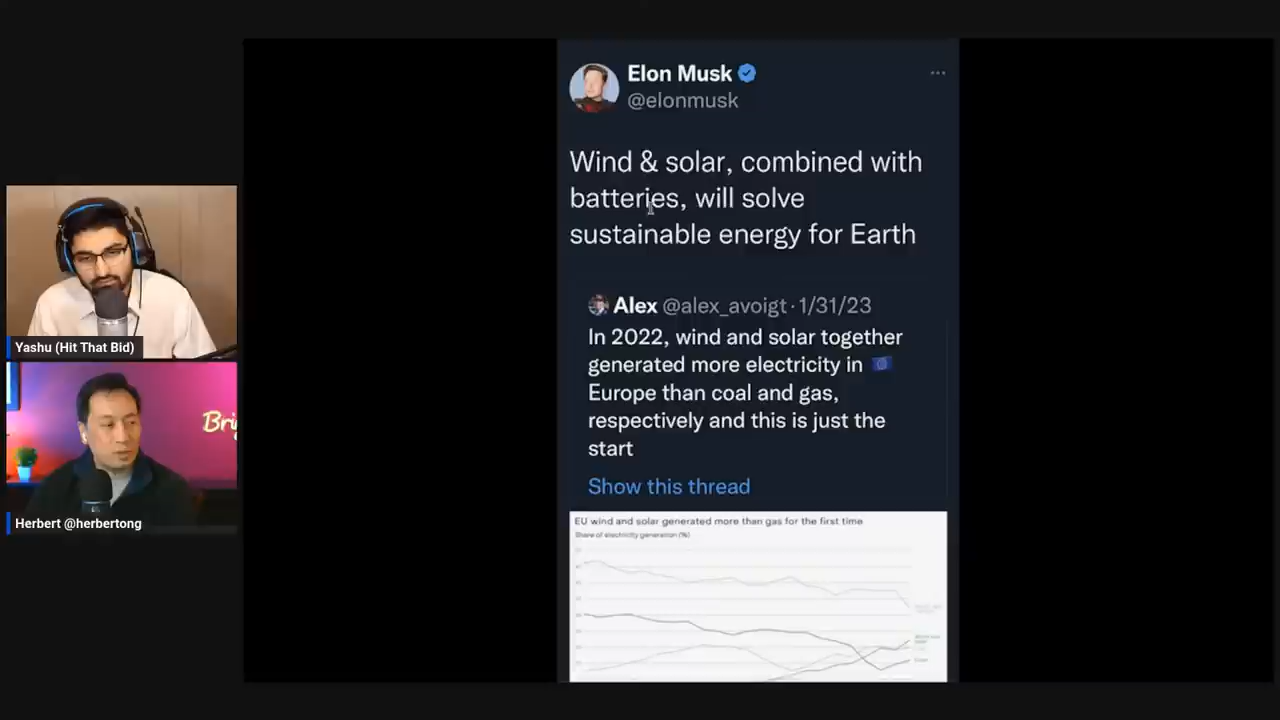 Elon Musk
@elonmusk
Wind & solar, combined with
batteries, will solve
sustainable energy for Earth
Alex @alex_avoigt · 1/31/23
In 2022, wind and solar together
generated more electricity in
Europe than coal and gas,
respectively and this is just the
start
Show this thread
EU wind and solar generated more than gas for the first time
Share of electricity generation (%)
Yashu (Hit That Bid)
Herbert @herbertong